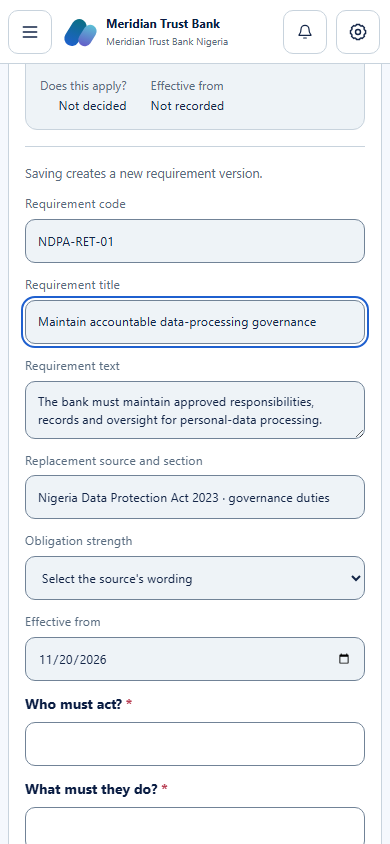 Meridian Trust Bank
Meridian Trust Bank Nigeria
Does this apply?
Not decided
Effective from
Not recorded
Saving creates a new requirement version.
Requirement code
NDPA-RET-01
Requirement title
Maintain accountable data-processing governance
Requirement text
The bank must maintain approved responsibilities,
records and oversight for personal-data processing.
Replacement source and section
Nigeria Data Protection Act 2023 · governance duties
Obligation strength
Select the source's wording
Effective from
11/20/2026
Who must act? *
What must they do? *